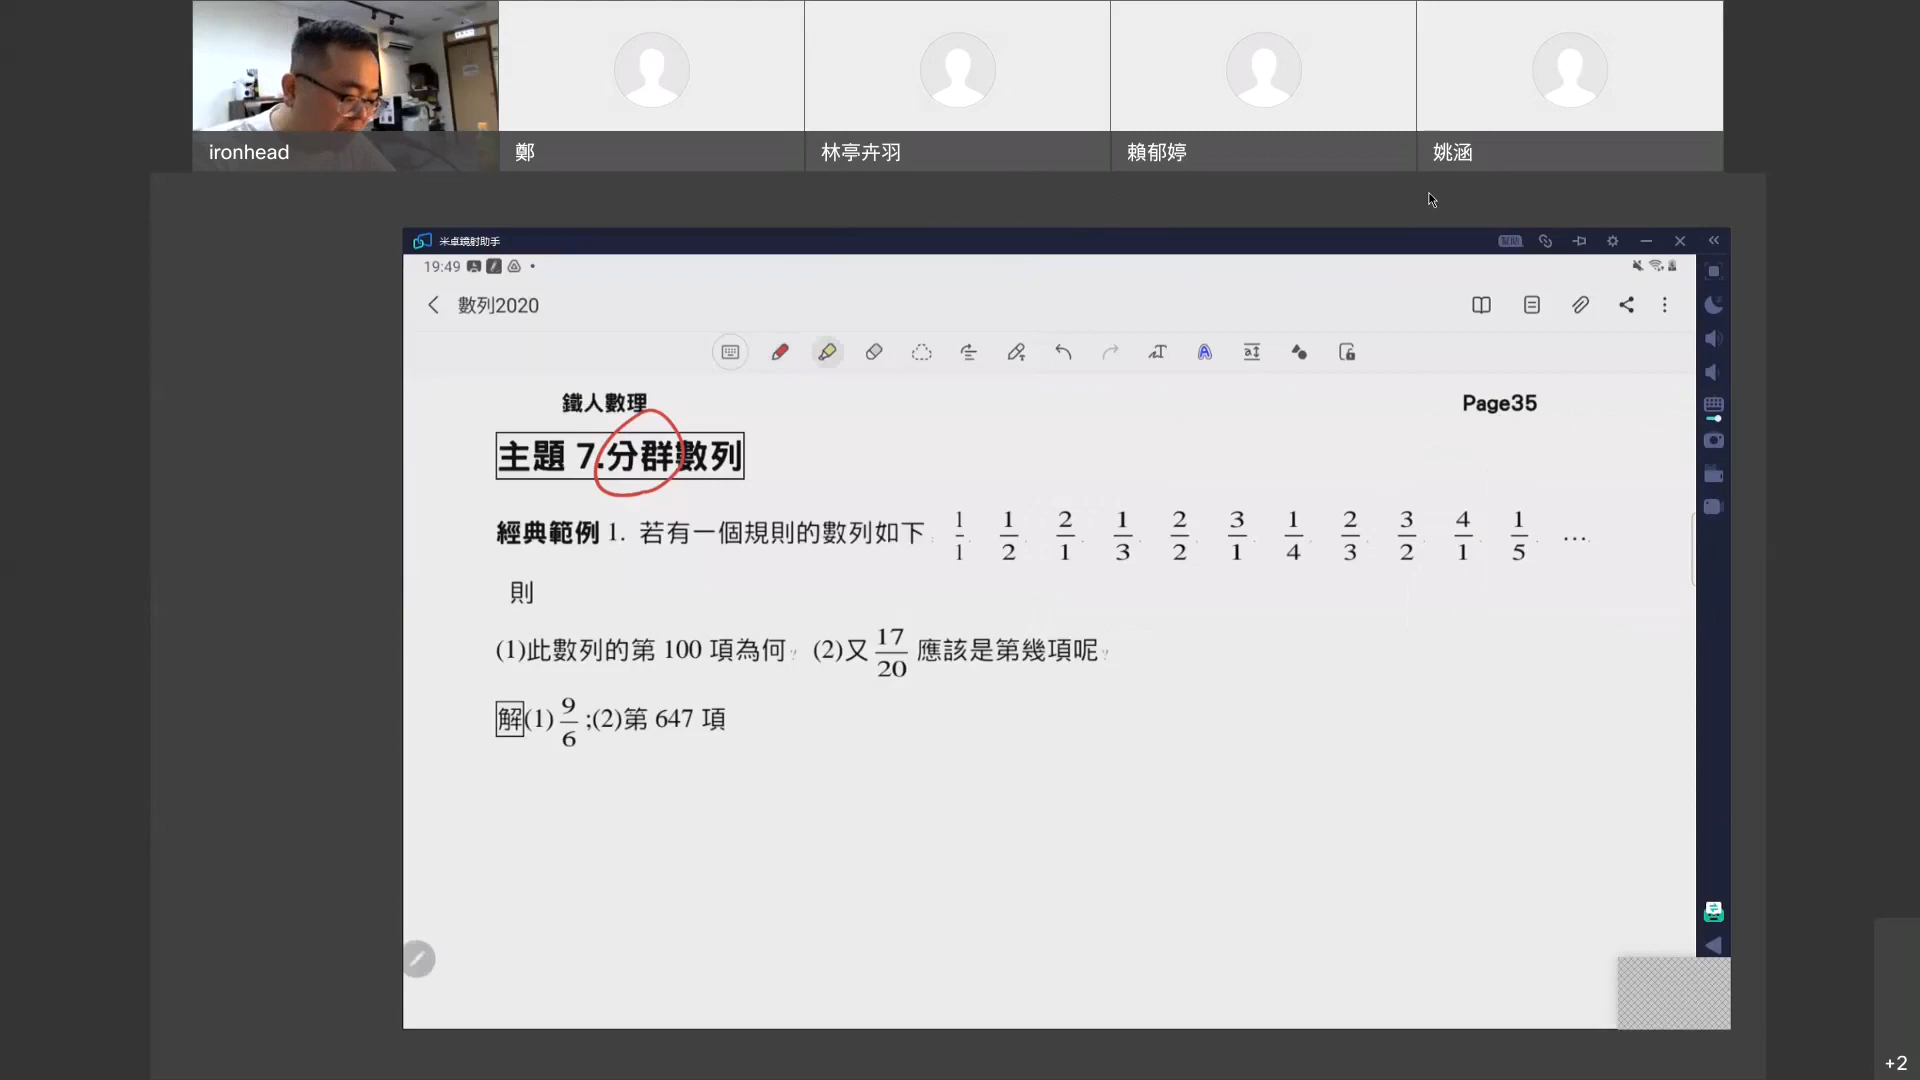 ironhead
鄭
林亭卉羽
賴郁婷
姚涵
米卓鏡射助手
19:49
數列2020
鐵人數理 Page35
主題 7.分群數列
經典範例 1. 若有一個規則的數列如下: 1/1, 1/2, 2/1, 1/3, 2/2, 3/1, 1/4, 2/3, 3/2, 4/1, 1/5, …
則
(1)此數列的第 100 項為何? (2)又 17/20 應該是第幾項呢?
解(1) 9/6 ;(2)第 647 項
+2